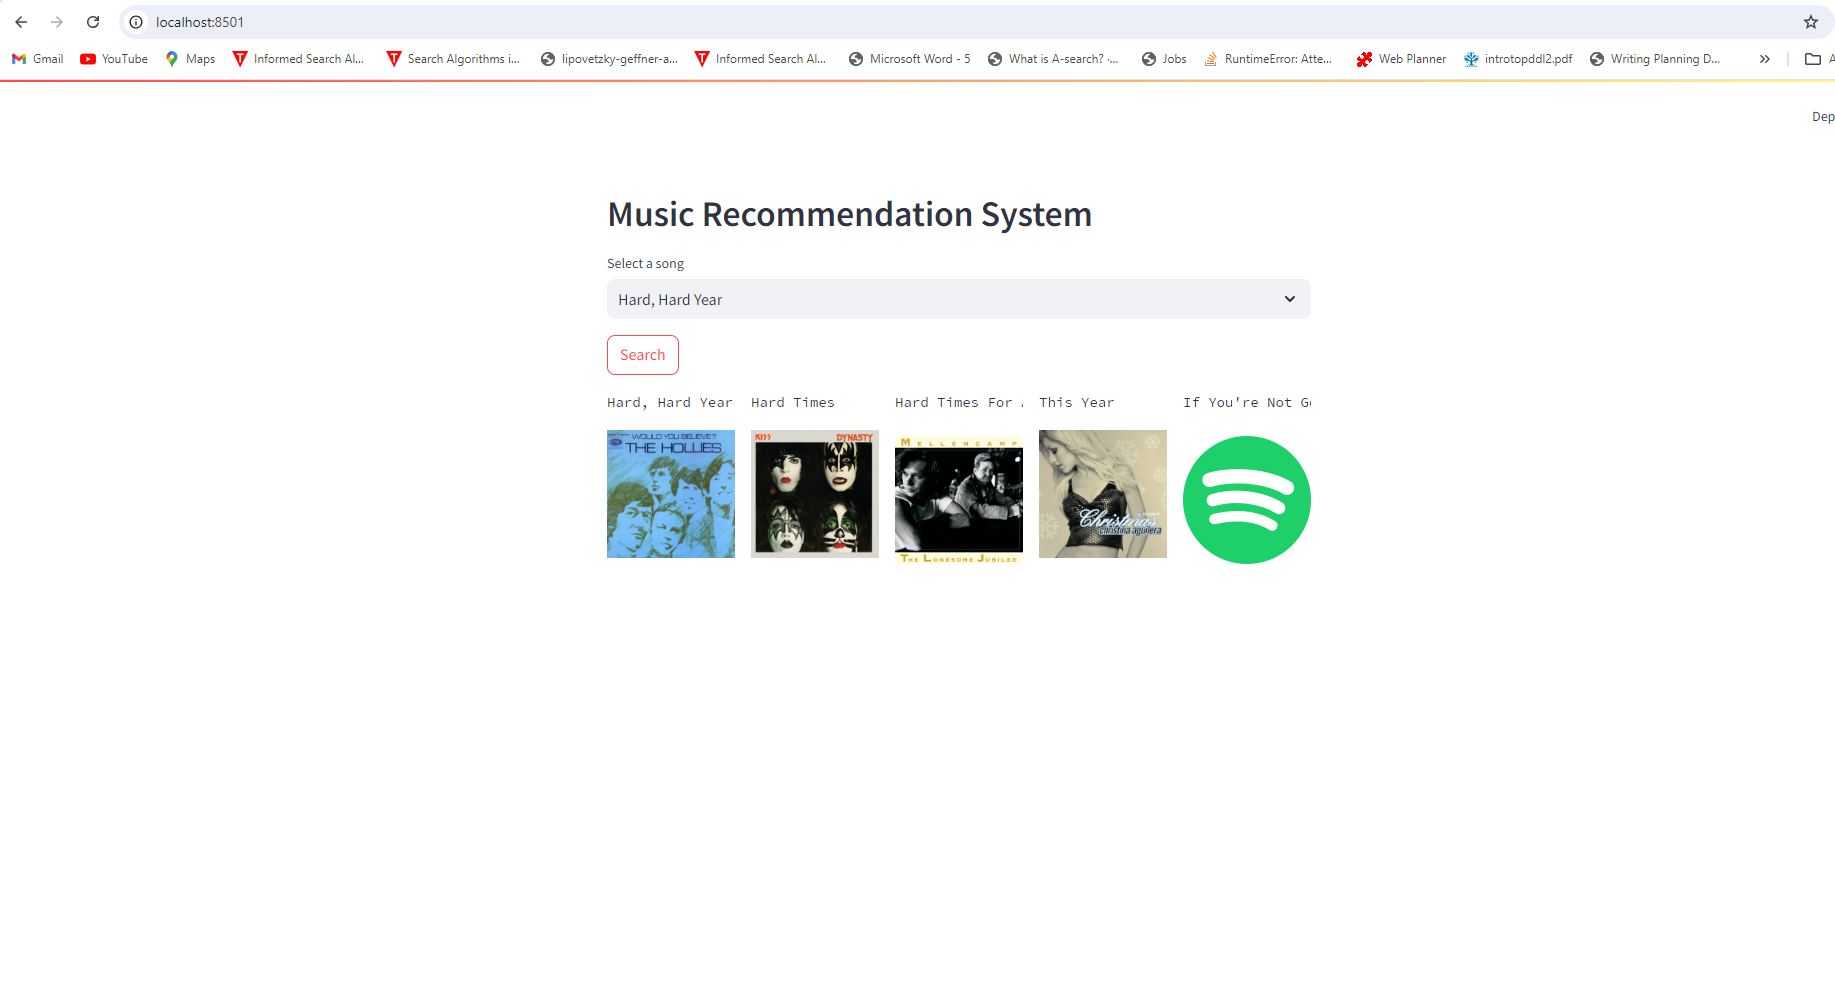 localhost:8501
Gmail YouTube Maps Informed Search Al... Search Algorithms i... lipovetzky-geffner-a... Informed Search Al... Microsoft Word - 5 What is A-search? ·... Jobs RuntimeError: Atte... Web Planner introtopddl2.pdf Writing Planning D... » A
Dep
Music Recommendation System
Select a song
Hard, Hard Year
Search
Hard, Hard Year Hard Times Hard Times For This Year If You're Not G
WOULD YOU BELIEVE?
THE HOLLIES
KISS DYNASTY
MELLENCAMP
THE LONESOME JUBILEE
Christmas
christina aguilera